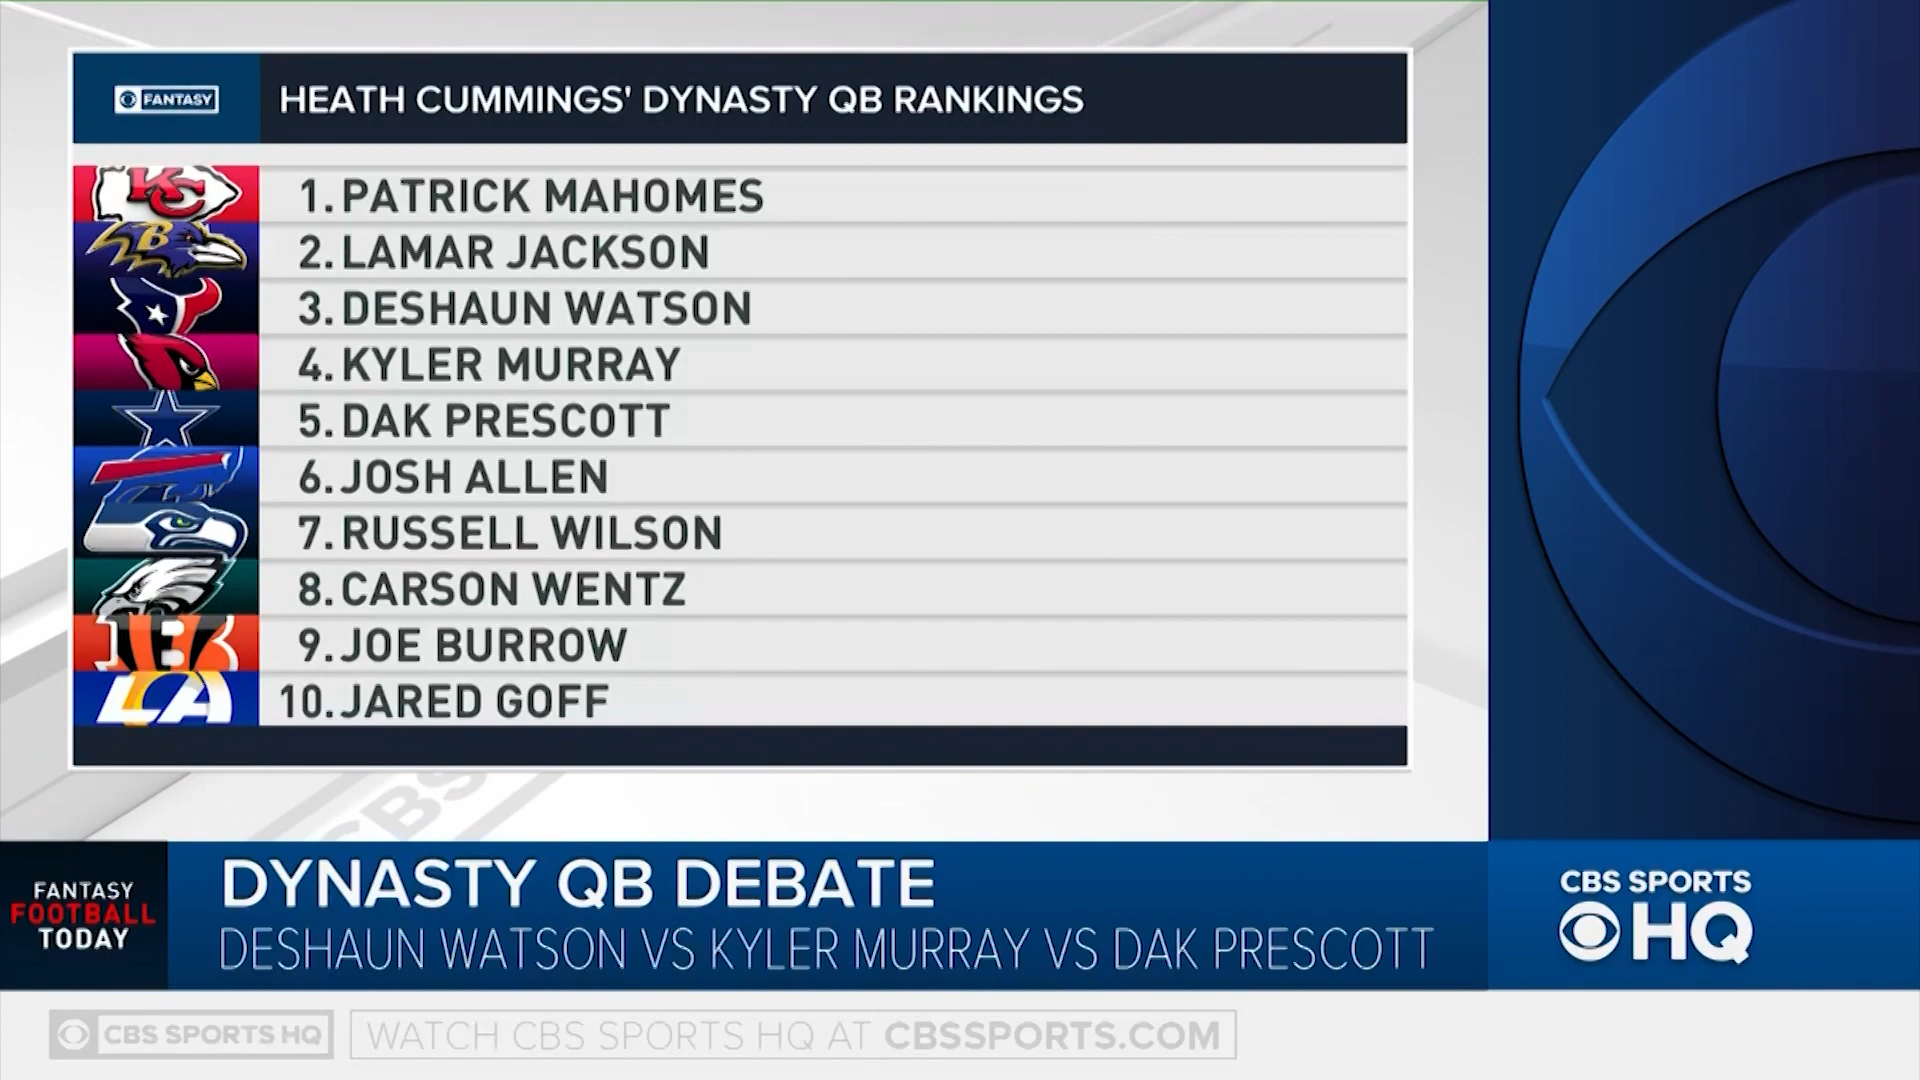 FANTASY
HEATH CUMMINGS' DYNASTY QB RANKINGS
KC
1. PATRICK MAHOMES
B
2. LAMAR JACKSON
3. DESHAUN WATSON
4. KYLER MURRAY
5. DAK PRESCOTT
6. JOSH ALLEN
7. RUSSELL WILSON
8. CARSON WENTZ
B
9. JOE BURROW
LA
10. JARED GOFF
CBS
FANTASY
FOOTBALL
TODAY
DYNASTY QB DEBATE
DESHAUN WATSON VS KYLER MURRAY VS DAK PRESCOTT
CBS SPORTS
HQ
CBS SPORTS HQ
WATCH CBS SPORTS HQ AT CBSSPORTS.COM